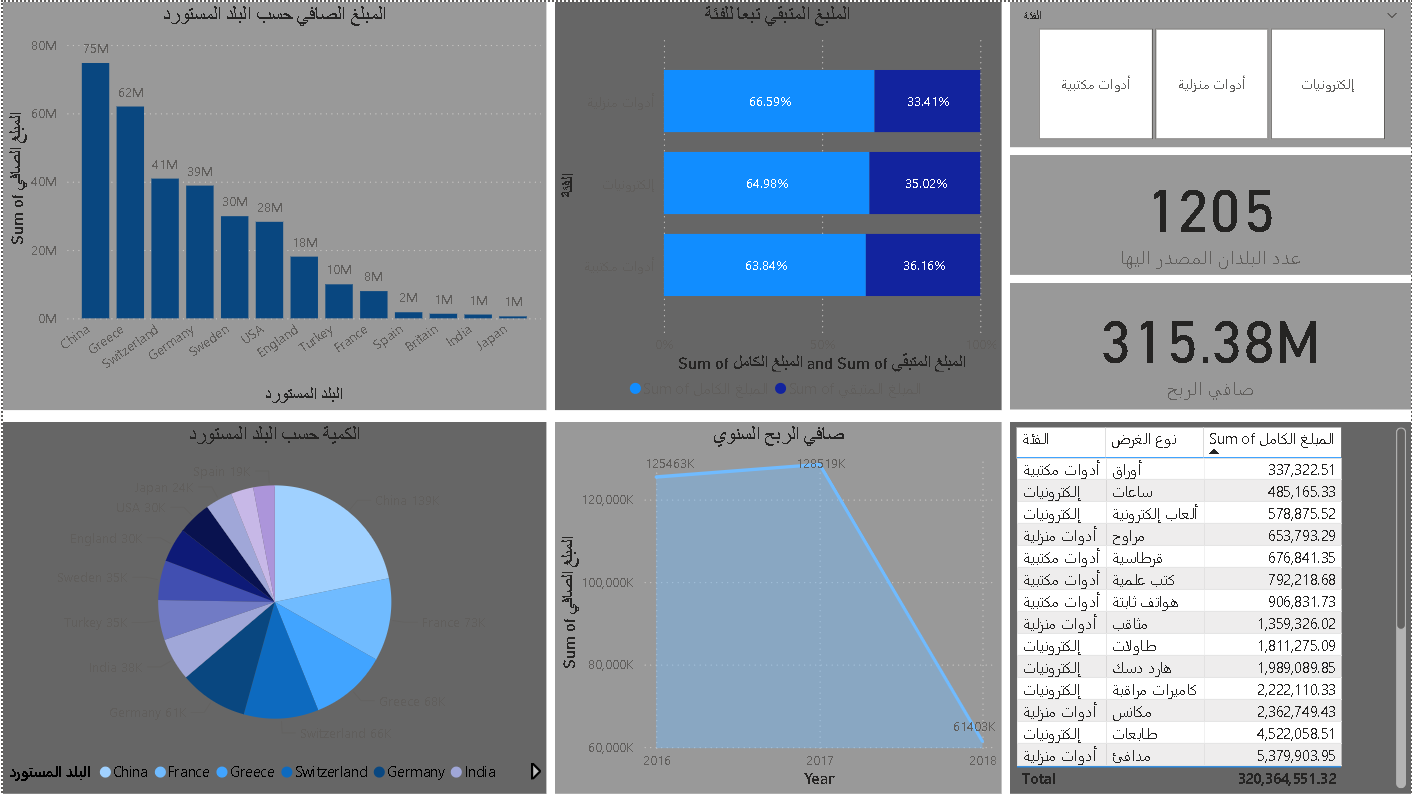 المبلغ الصافي حسب البلد المستورد
Sum of المبلغ الصافي
80M
60M
40M
20M
0M
75M
62M
41M
39M
30M
28M
18M
10M
8M
2M
1M
1M
1M
China
Greece
Switzerland
Germany
Sweden
USA
England
Turkey
France
Spain
Britain
India
Japan
البلد المستورد
المبلغ المتبقي تبعا للفئة
الفئة
أدوات منزلية
66.59%
33.41%
إلكترونيات
64.98%
35.02%
أدوات مكتبية
63.84%
36.16%
0%
50%
100%
Sum of المبلغ الكامل and Sum of المبلغ المتبقّي
Sum of المبلغ الكامل
Sum of المبلغ المتبقي
الفئة
أدوات مكتبية
أدوات منزلية
إلكترونيات
1205
عدد البلدان المصدر اليها
315.38M
صافي الربح
الكمية حسب البلد المستورد
Spain 19K
Japan 24K
USA 30K
England 30K
Sweden 35K
Turkey 35K
India 38K
Germany 61K
Switzerland 66K
Greece 68K
France 73K
China 139K
البلد المستورد
China
France
Greece
Switzerland
Germany
India
صافي الربح السنوي
Sum of المبلغ الصافي
125463K
128519K
61403K
120,000K
100,000K
80,000K
60,000K
2016
2017
2018
Year
الفئة نوع الغرض Sum of المبلغ الكامل
أدوات مكتبية أوراق 337,322.51
إلكترونيات ساعات 485,165.33
إلكترونيات ألعاب إلكترونية 578,875.52
أدوات منزلية مراوح 653,793.29
أدوات مكتبية قرطاسية 676,841.35
أدوات مكتبية كتب علمية 792,218.68
أدوات مكتبية هواتف ثابتة 906,831.73
أدوات منزلية مثاقب 1,359,326.02
إلكترونيات طاولات 1,811,275.09
إلكترونيات هارد دسك 1,989,089.85
إلكترونيات كاميرات مراقبة 2,222,110.33
أدوات منزلية مكانس 2,362,749.43
إلكترونيات طابعات 4,522,058.51
أدوات منزلية مدافئ 5,379,903.95
Total 320,364,551.32